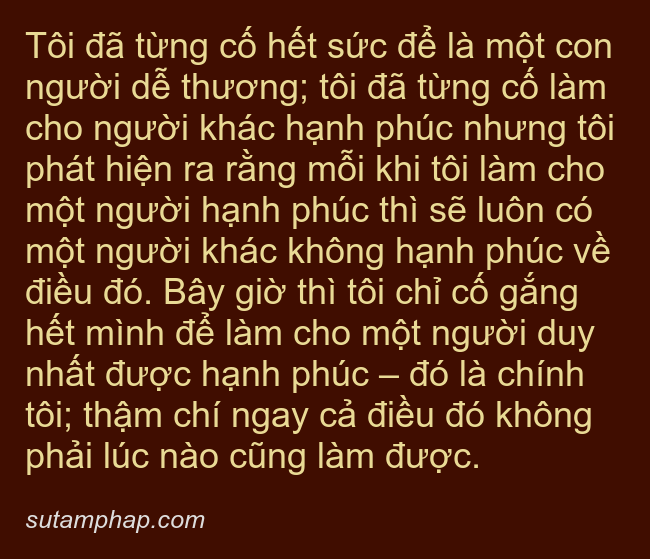 Tôi đã từng cố hết sức để là một con
người dễ thương; tôi đã từng cố làm
cho người khác hạnh phúc nhưng tôi
phát hiện ra rằng mỗi khi tôi làm cho
một người hạnh phúc thì sẽ luôn có
một người khác không hạnh phúc về
điều đó. Bây giờ thì tôi chỉ cố gắng
hết mình để làm cho một người duy
nhất được hạnh phúc – đó là chính
tôi; thậm chí ngay cả điều đó không
phải lúc nào cũng làm được.
sutamphap.com